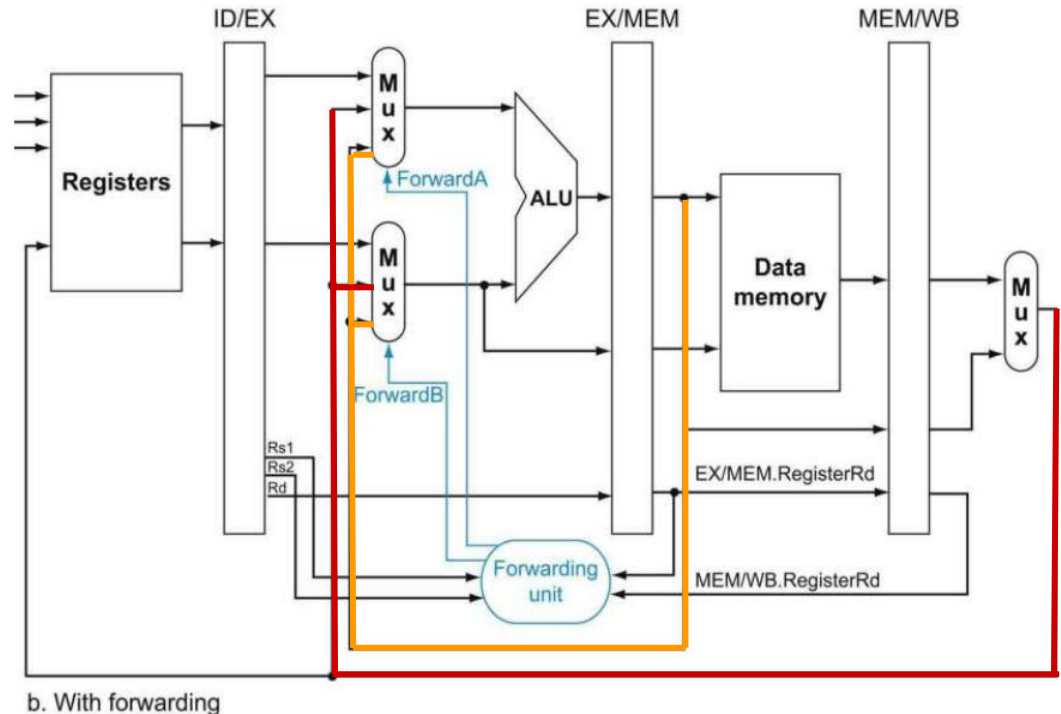 ID/EX
EX/MEM
MEM/WB
M
u
x
Registers
ForwardA
ALU
M
u
x
Data
memory
M
u
x
ForwardB
Rs1
Rs2
Rd
EX/MEM.RegisterRd
Forwarding
unit
MEM/WB.RegisterRd
b. With forwarding